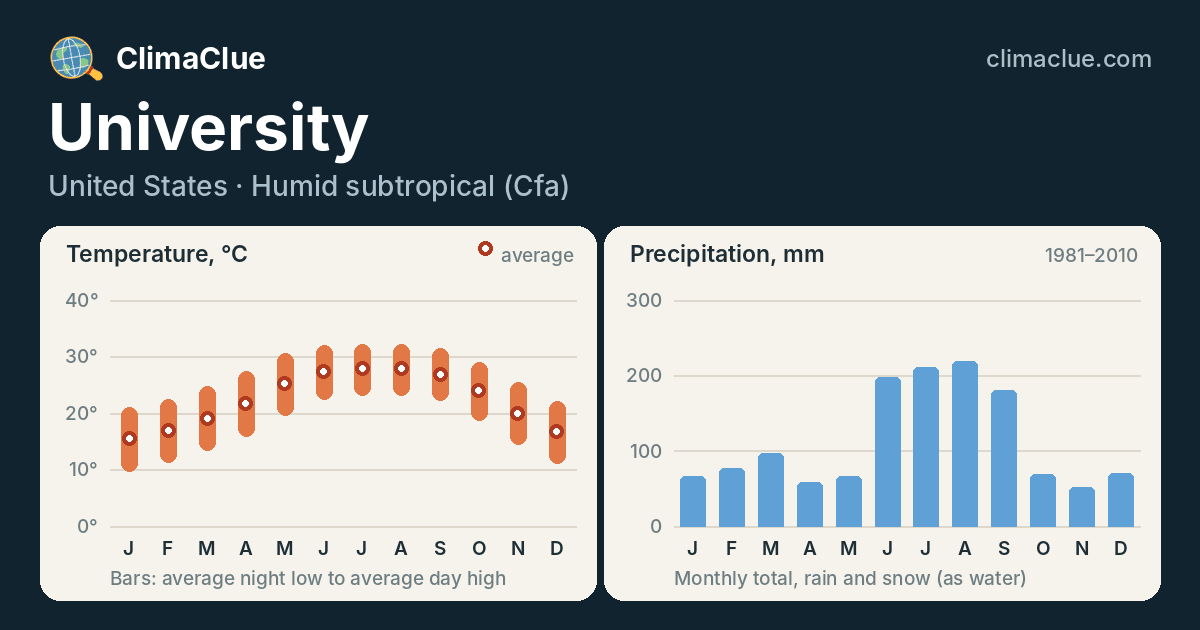 ClimaClue
climaclue.com
University
United States · Humid subtropical (Cfa)
Temperature, °C
average
40°
30°
20°
10°
0°
J F M A M J J A S O N D
Bars: average night low to average day high
Precipitation, mm
1981–2010
300
200
100
0
J F M A M J J A S O N D
Monthly total, rain and snow (as water)